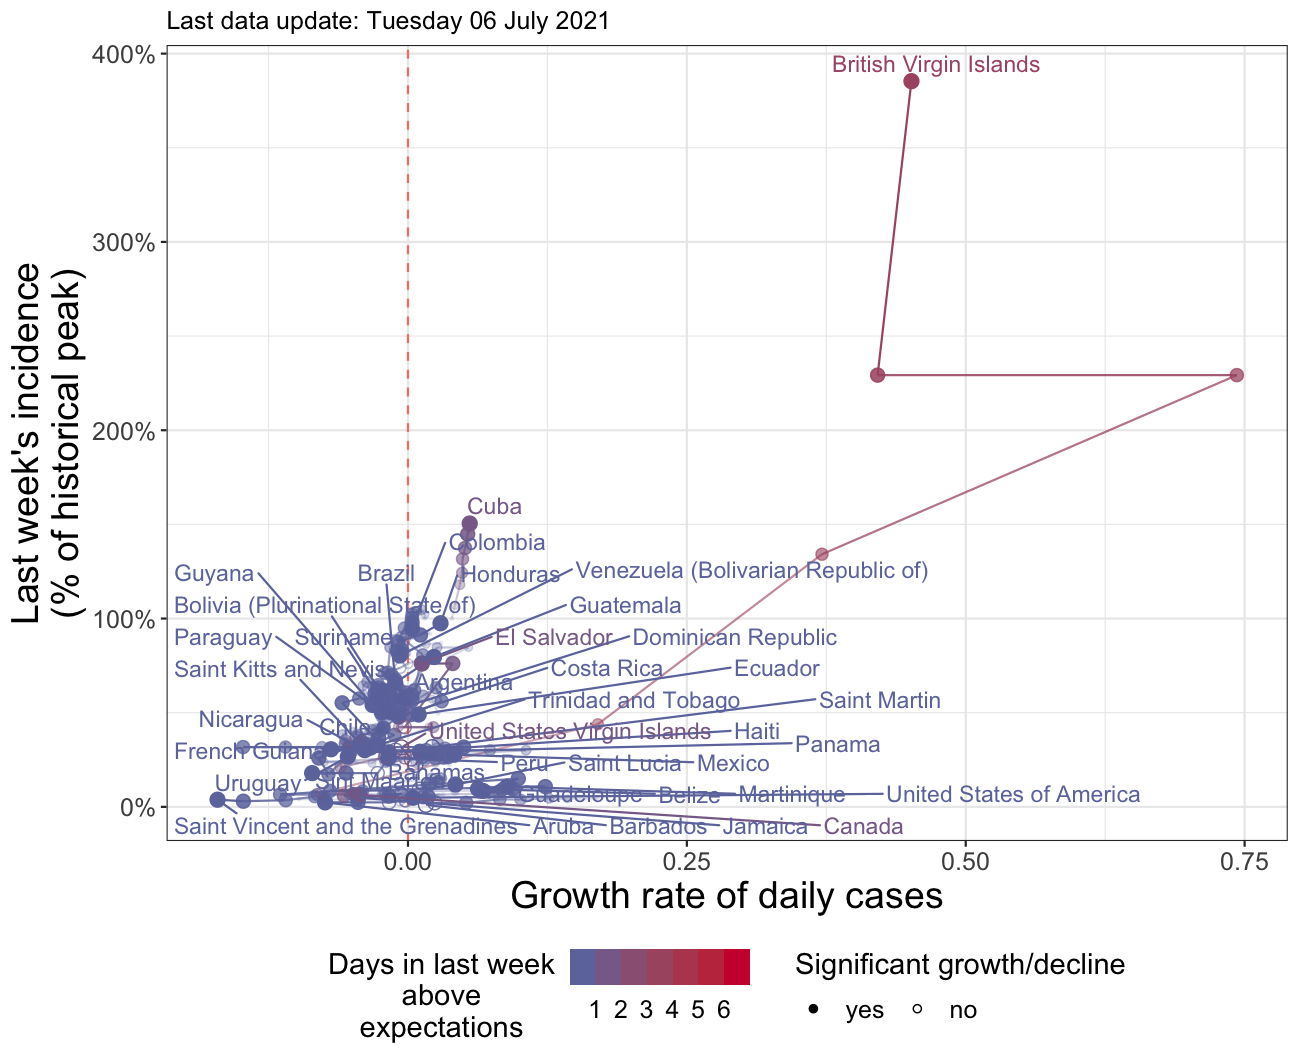 Last data update: Tuesday 06 July 2021
400%
300%
200%
100%
0%
Last week's incidence
(% of historical peak)
British Virgin Islands
Cuba
Colombia
Guyana
Brazil
Honduras
Venezuela (Bolivarian Republic of)
Bolivia (Plurinational State of)
Guatemala
Paraguay
Suriname
El Salvador
Dominican Republic
Saint Kitts and Nevis
Argentina
Costa Rica
Ecuador
Trinidad and Tobago
Saint Martin
Nicaragua
Chile
United States Virgin Islands
Haiti
Panama
French Guiana
Bahamas
Peru
Saint Lucia
Mexico
Uruguay
Sint Maarten
Guadeloupe
Belize
Martinique
United States of America
Saint Vincent and the Grenadines
Aruba
Barbados
Jamaica
Canada
0.00
0.25
0.50
0.75
Growth rate of daily cases
Days in last week
above
expectations
1 2 3 4 5 6
Significant growth/decline
yes
no